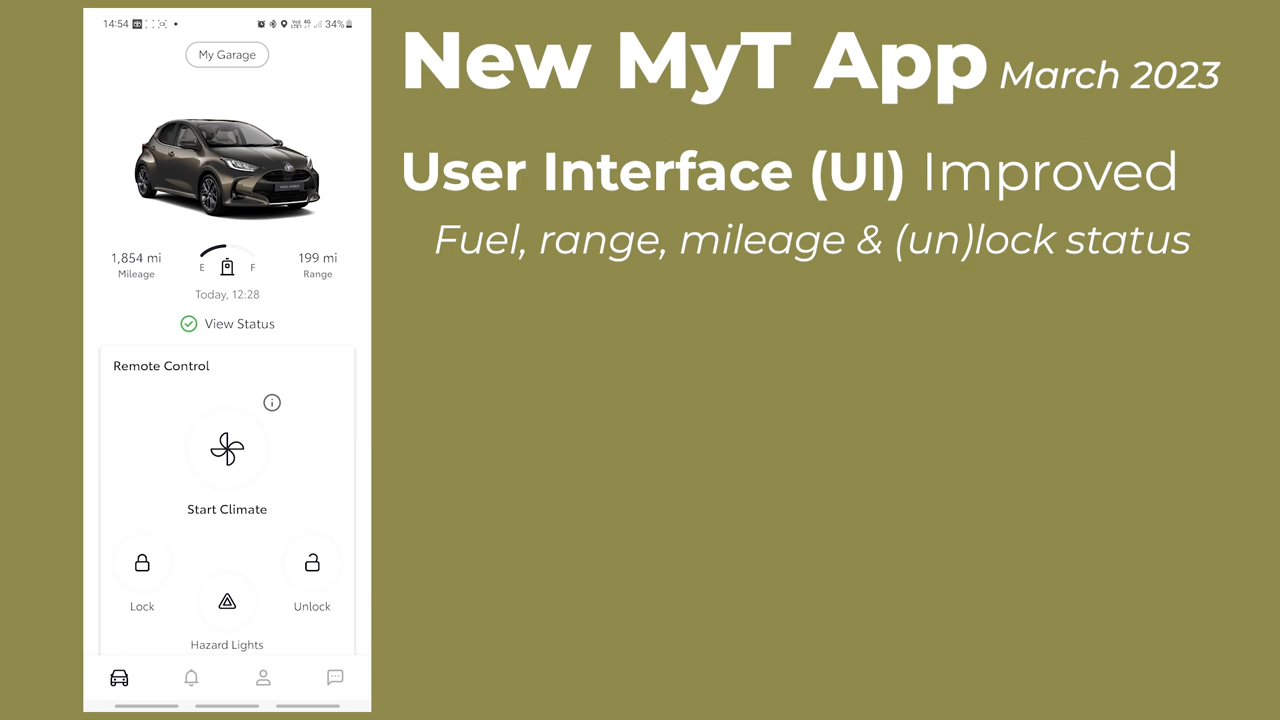 14:54
34%
My Garage
New MyT App March 2023
User Interface (UI) Improved
Fuel, range, mileage & (un)lock status
1,854 mi
Mileage
E
F
199 mi
Range
Today, 12:28
View Status
Remote Control
Start Climate
Lock
Unlock
Hazard Lights